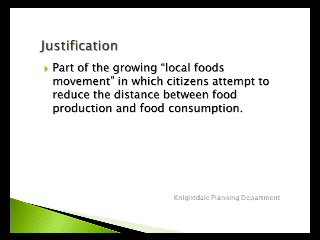 Justification
Part of the growing “local foods
movement” in which citizens attempt to
reduce the distance between food
production and food consumption.
Knightdale Planning Department